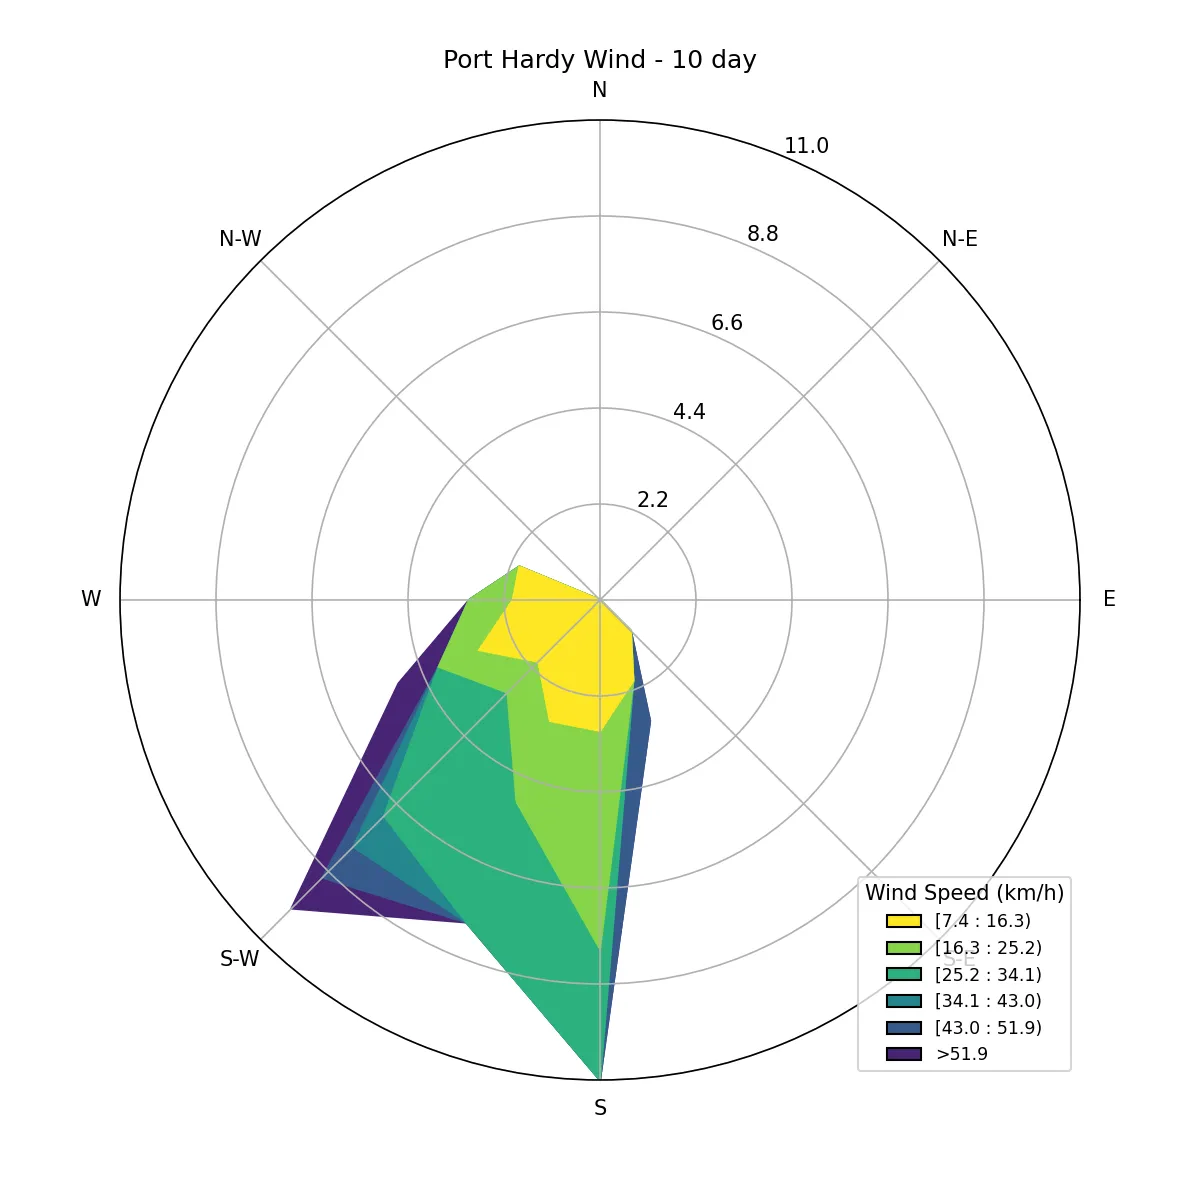 Port Hardy Wind - 10 day
N
11.0
N-W
N-E
8.8
6.6
4.4
2.2
W
E
S-W
S-E
Wind Speed (km/h)
[7.4 : 16.3)
[16.3 : 25.2)
[25.2 : 34.1)
[34.1 : 43.0)
[43.0 : 51.9)
>51.9
S